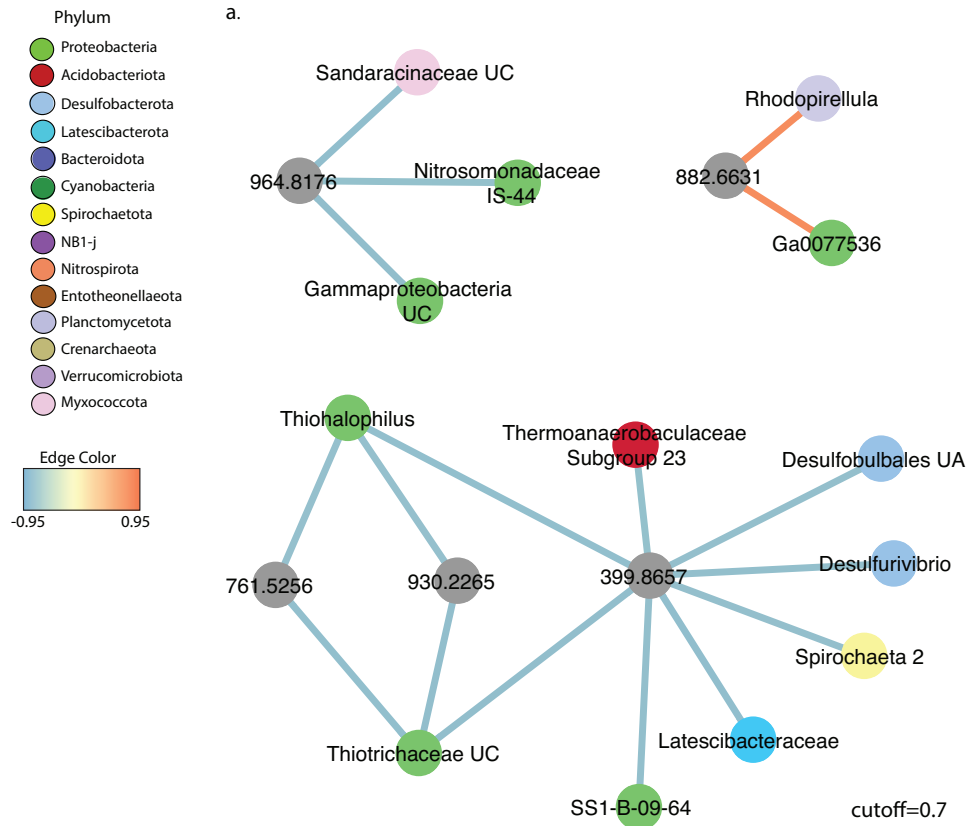 Phylum
Proteobacteria
Acidobacteriota
Desulfobacterota
Latescibacterota
Bacteroidota
Cyanobacteria
Spirochaetota
NB1-j
Nitrospirota
Entotheonellaeota
Planctomycetota
Crenarchaeota
Verrucomicrobiota
Myxococcota
Edge Color
-0.95 0.95
a.
Sandaracinaceae UC
964.8176
Nitrosomonadaceae
IS-44
Gammaproteobacteria
UC
Rhodopirellula
882.6631
Ga0077536
Thiohalophilus
Thermoanaerobaculaceae
Subgroup 23
Desulfobulbales UA
761.5256
930.2265
399.8657
Desulfurivibrio
Spirochaeta 2
Thiotrichaceae UC
Latescibacteraceae
SS1-B-09-64
cutoff=0.7